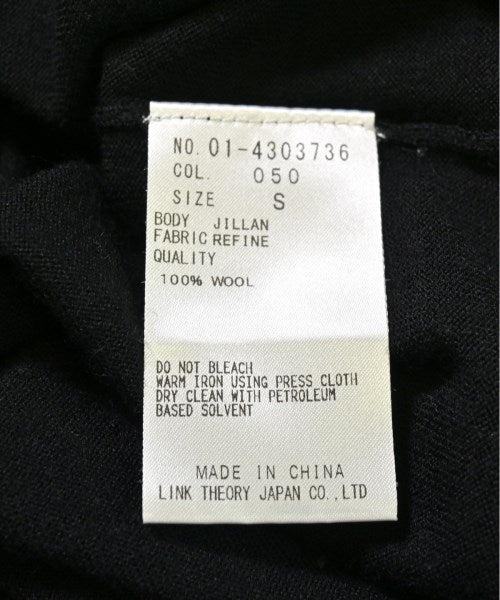 NO. 01-4303736
COL. 050
SIZE S
BODY JILLAN
FABRIC REFINE
QUALITY
100% WOOL
DO NOT BLEACH
WARM IRON USING PRESS CLOTH
DRY CLEAN WITH PETROLEUM
BASED SOLVENT
MADE IN CHINA
LINK THEORY JAPAN CO.,LTD